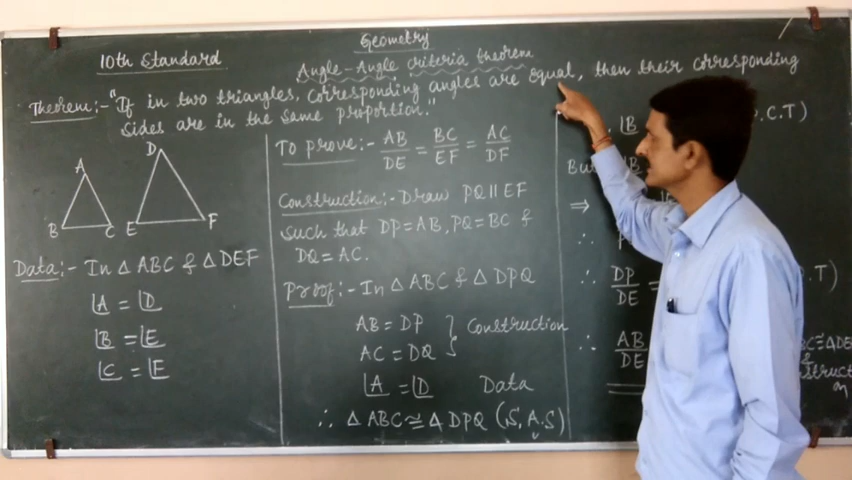 Geometry
10th Standard
Angle-Angle criteria theorem
Theorem:- "If in two triangles, corresponding angles are equal, then their corresponding
sides are in the same proportion."
A
B C
D
E F
Data:- In △ ABC & △ DEF
∠A = ∠D
∠B = ∠E
∠C = ∠E
To prove:- AB/DE = BC/EF = AC/DF
Construction:- Draw PQ ∥ EF
such that DP = AB, PQ = BC &
DQ = AC.
Proof:- In △ ABC & △ DPQ
AB = DP } Construction
AC = DQ
∠A = ∠D Data
∴ △ ABC ≅ △ DPQ (S.A.S)
∴ ∠B P.C.T)
But ∠B
⇒
∴ P
∴ DP/DE = P.T)
∴ AB/DE BC ≅ △ DE
&